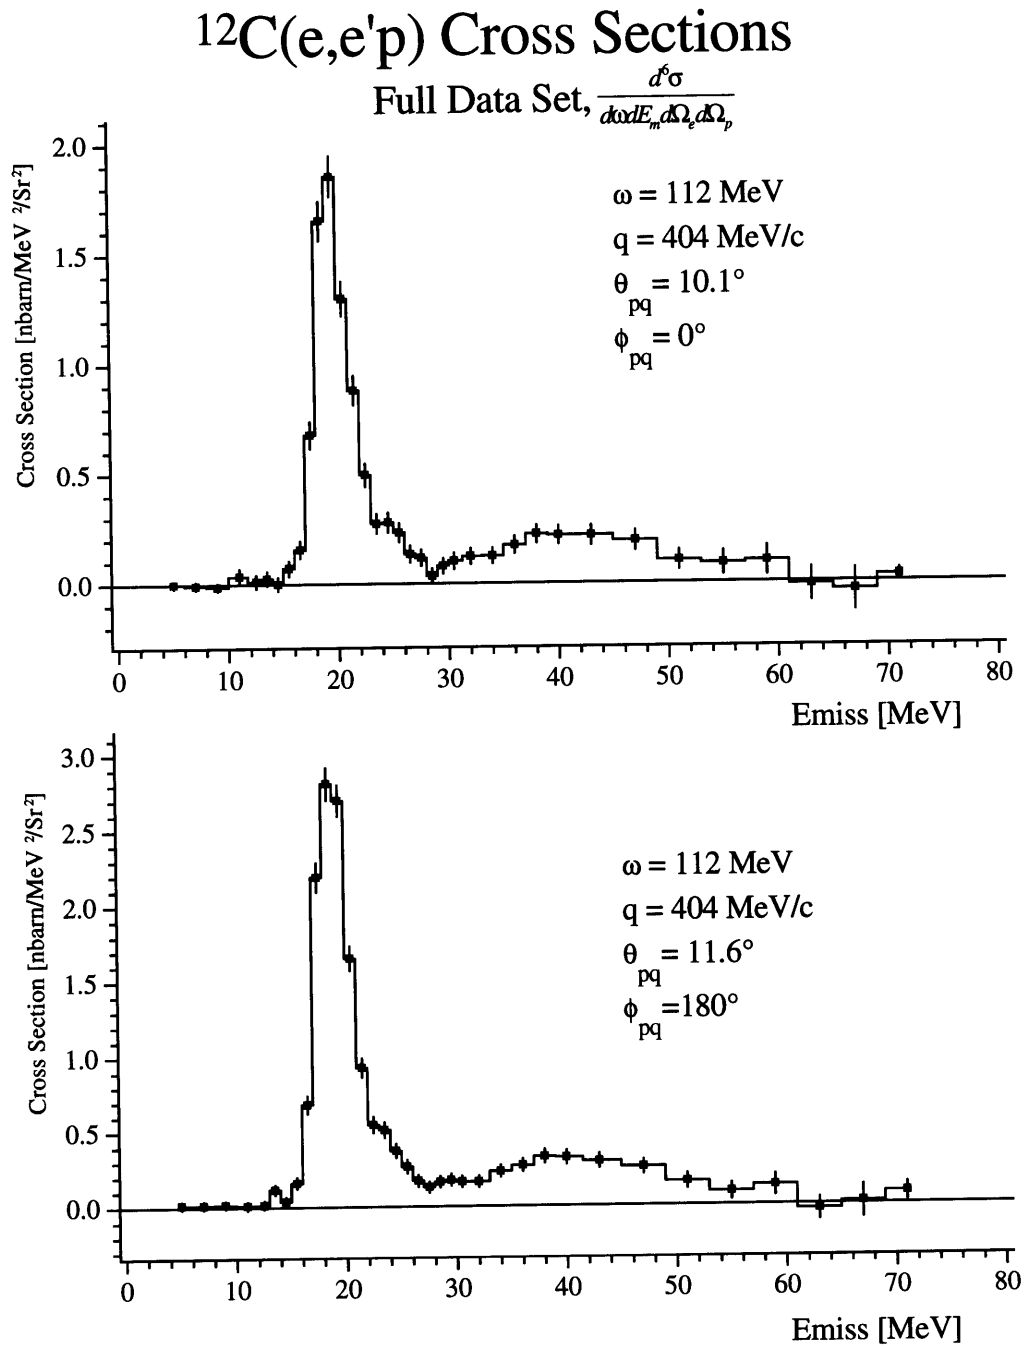 ¹²C(e,e'p) Cross Sections
Full Data Set, d⁶σ / dωdEₘdΩₑdΩₚ
Cross Section [nbarn/MeV ²/Sr²]
2.0
1.5
1.0
0.5
0.0
ω = 112 MeV
q = 404 MeV/c
θpq = 10.1°
ϕpq = 0°
0 10 20 30 40 50 60 70 80
Emiss [MeV]
Cross Section [nbarn/MeV ²/Sr²]
3.0
2.5
2.0
1.5
1.0
0.5
0.0
ω = 112 MeV
q = 404 MeV/c
θpq = 11.6°
ϕpq =180°
0 10 20 30 40 50 60 70 80
Emiss [MeV]